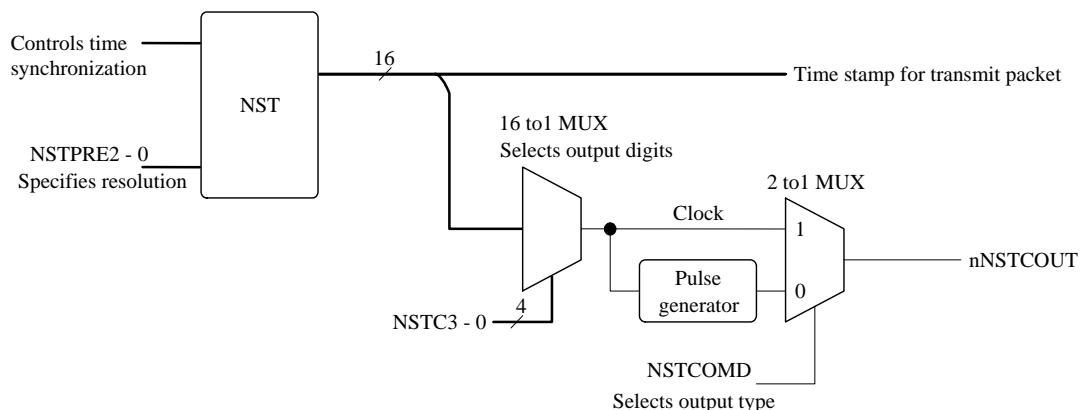 Controls time
synchronization
NST
NSTPRE2 - 0
Specifies resolution
16
Time stamp for transmit packet
16 to1 MUX
Selects output digits
NSTC3 - 0
4
Clock
Pulse
generator
2 to1 MUX
1
0
nNSTCOUT
NSTCOMD
Selects output type